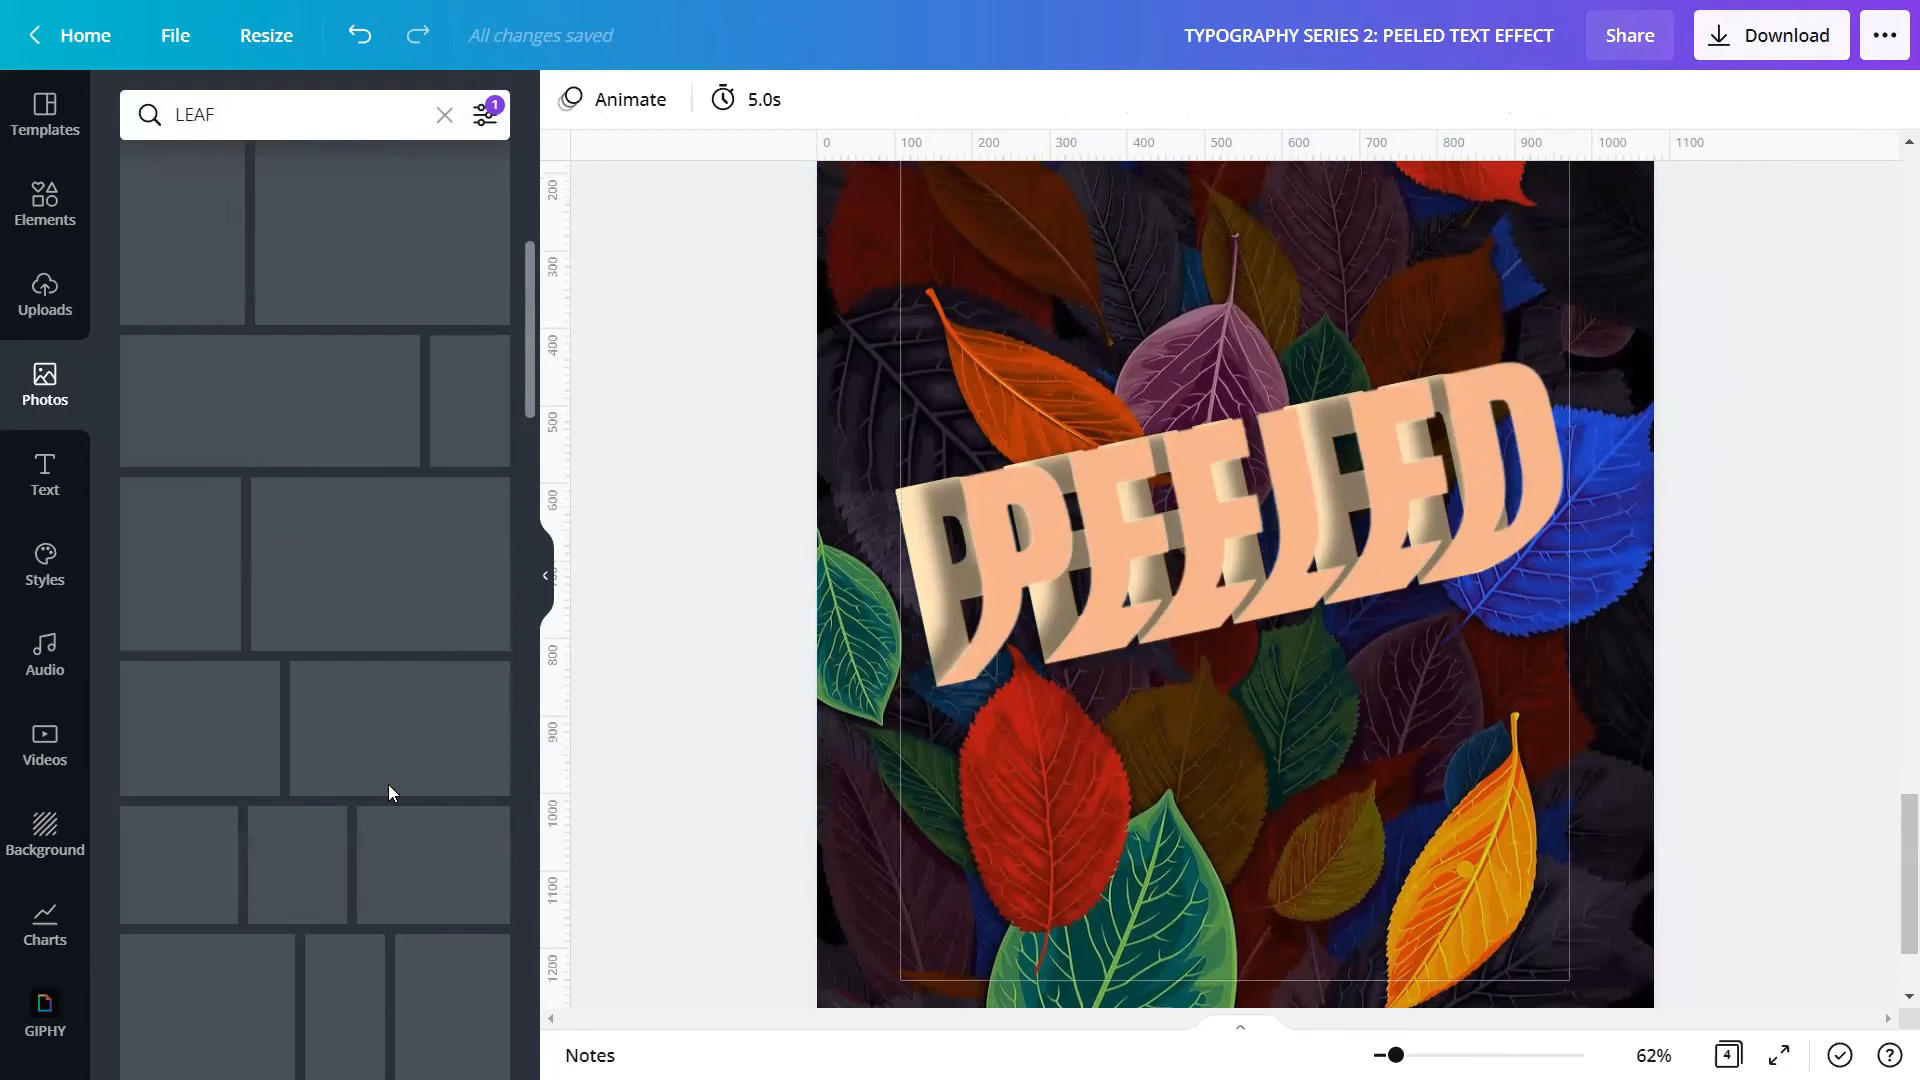 Home File Resize All changes saved TYPOGRAPHY SERIES 2: PEELED TEXT EFFECT Share Download
Templates
Elements
Uploads
Photos
Text
Styles
Audio
Videos
Background
Charts
GIPHY
LEAF
1
Animate 5.0s
0 100 200 300 400 500 600 700 800 900 1000 1100
200
300
400
500
600
800
900
1000
1100
1200
PEELED
Notes 62% 4 ?